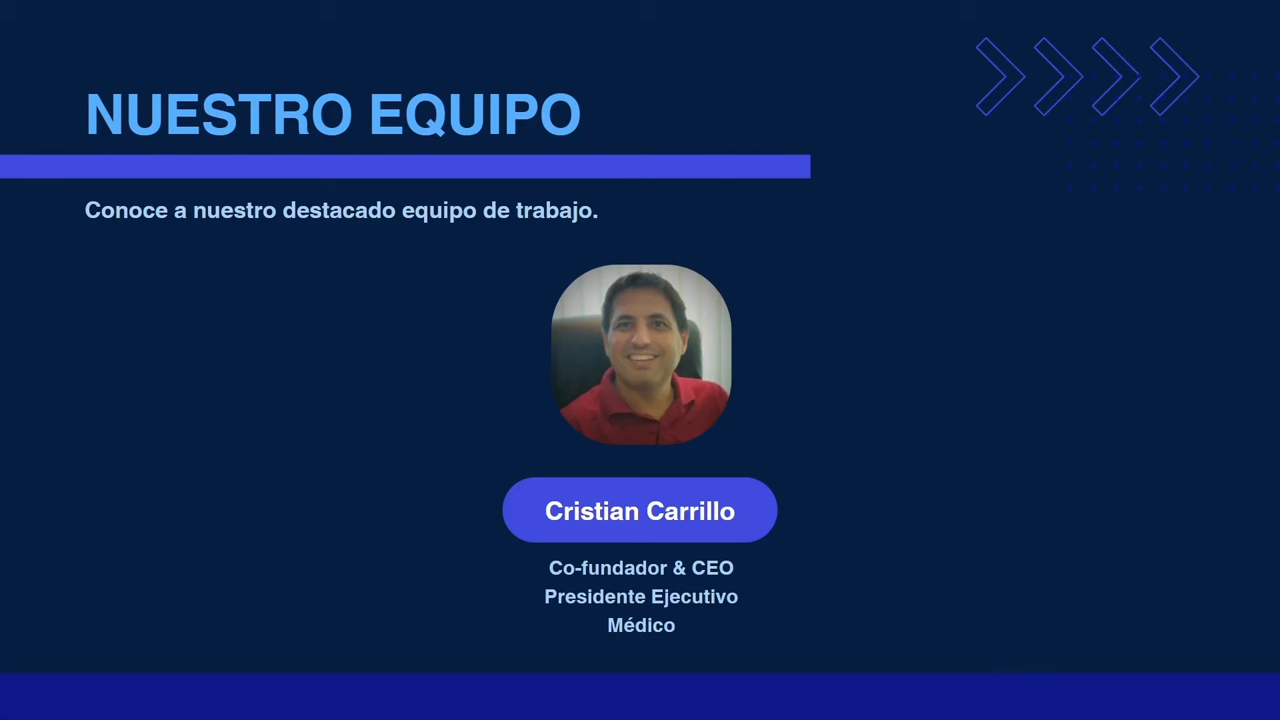 NUESTRO EQUIPO
Conoce a nuestro destacado equipo de trabajo.
Cristian Carrillo
Co-fundador & CEO
Presidente Ejecutivo
Médico